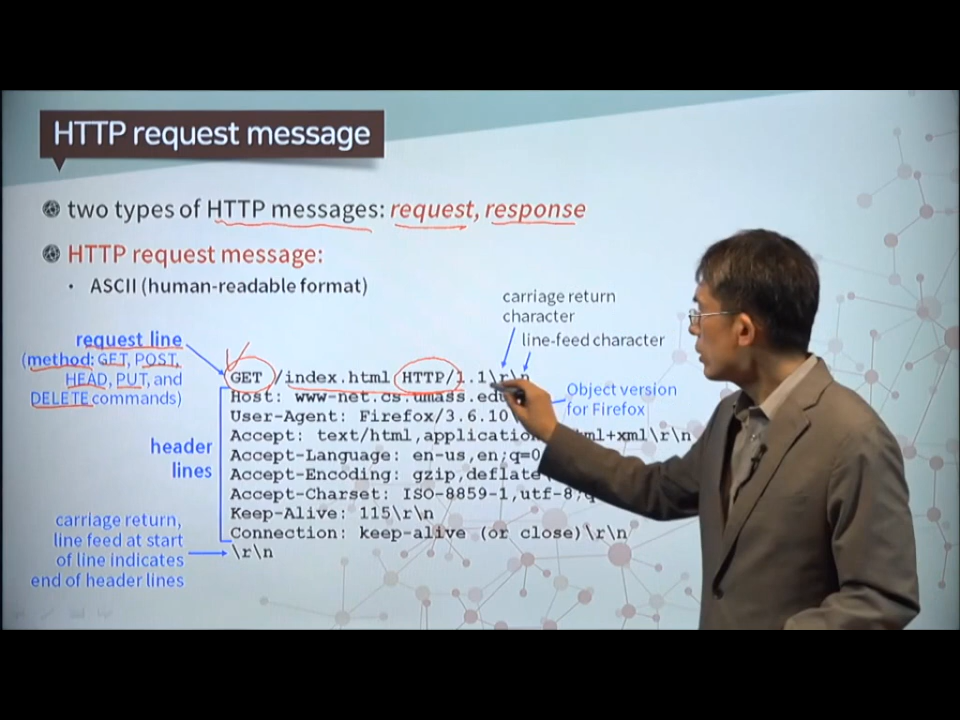 HTTP request message
two types of HTTP messages: request, response
HTTP request message:
• ASCII (human-readable format)
carriage return
character
line-feed character
request line
(method: GET, POST,
HEAD, PUT, and
DELETE commands)
GET /index.html HTTP/1.1\r\n
Host: www-net.cs.umass.edu
Object version
for Firefox
User-Agent: Firefox/3.6.10
Accept: text/html,application ml+xml\r\n
header
lines
Accept-Language: en-us,en;q=0
Accept-Encoding: gzip,deflate
Accept-Charset: ISO-8859-1,utf-8;q
Keep-Alive: 115\r\n
Connection: keep-alive (or close)\r\n
\r\n
carriage return,
line feed at start
of line indicates
end of header lines